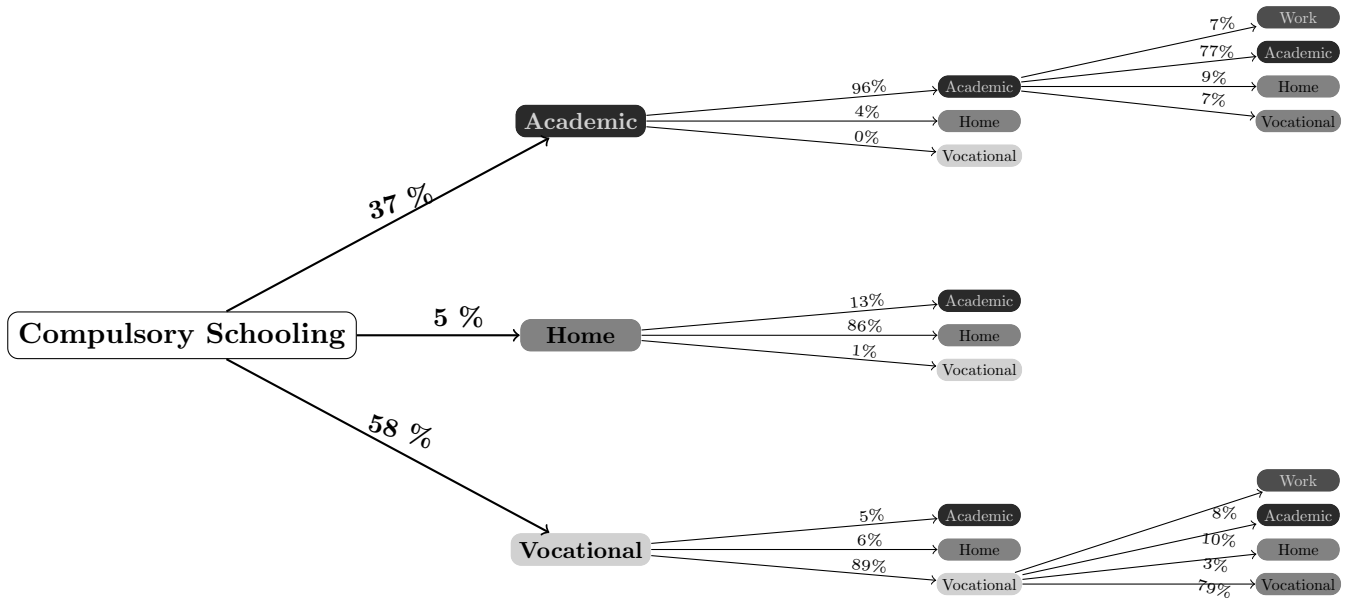 Compulsory Schooling
37 %
Academic
96%
Academic
7%
Work
77%
Academic
9%
Home
7%
Vocational
4%
Home
0%
Vocational
5 %
Home
13%
Academic
86%
Home
1%
Vocational
58 %
Vocational
5%
Academic
6%
Home
89%
Vocational
8%
Work
10%
Academic
3%
Home
79%
Vocational